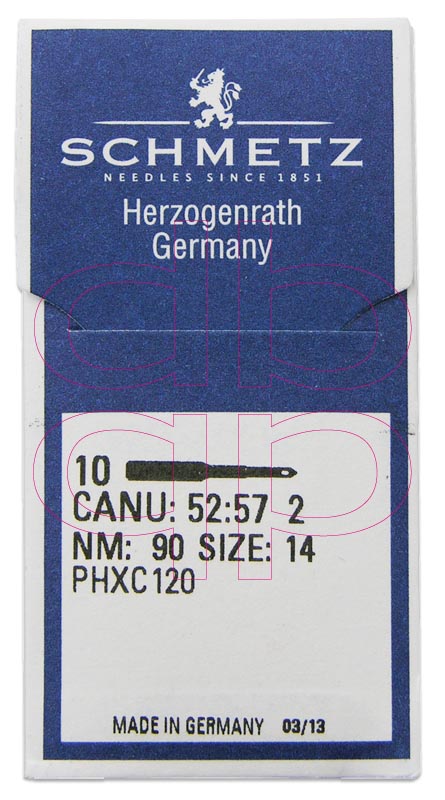 SCHMETZ
NEEDLES SINCE 1851
Herzogenrath
Germany
10
CANU: 52:57 2
NM: 90 SIZE: 14
PHXC120
MADE IN GERMANY 03/13